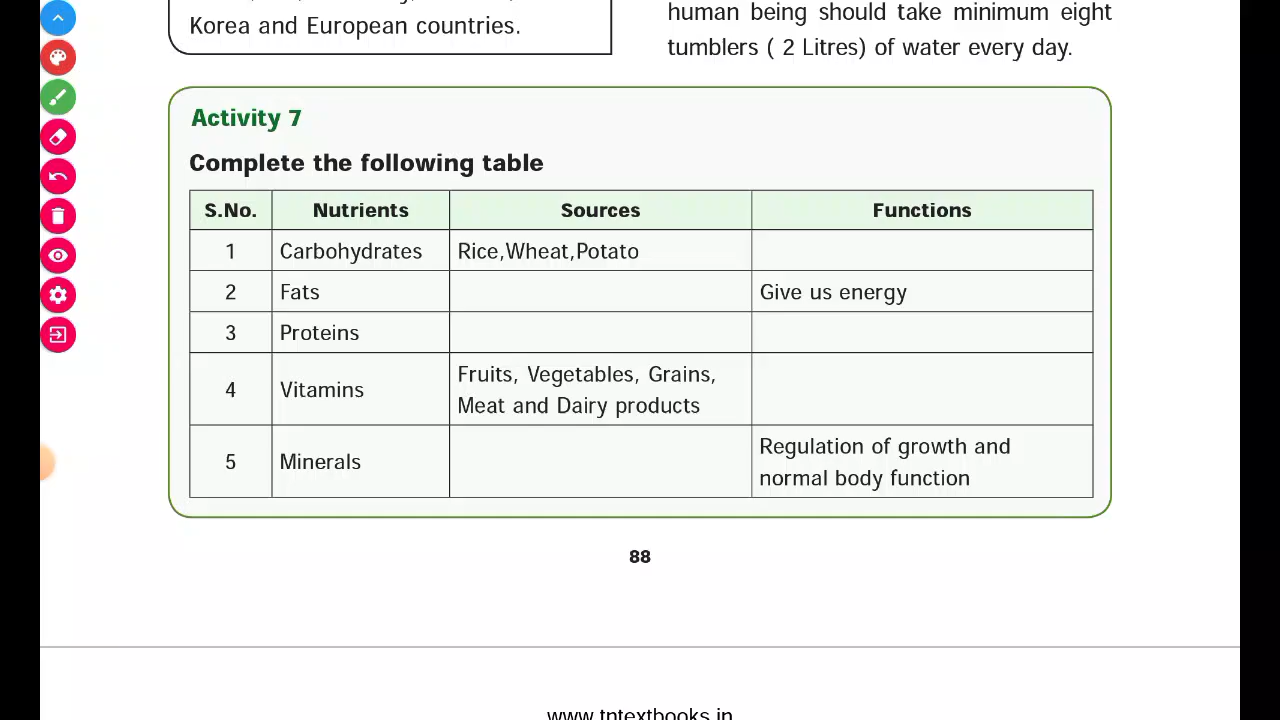 Korea and European countries.
human being should take minimum eight
tumblers ( 2 Litres) of water every day.
Activity 7
Complete the following table
S.No. Nutrients Sources Functions
1 Carbohydrates Rice,Wheat,Potato
2 Fats Give us energy
3 Proteins
4 Vitamins Fruits, Vegetables, Grains,
Meat and Dairy products
5 Minerals Regulation of growth and
normal body function
88
www.tntextbooks.in